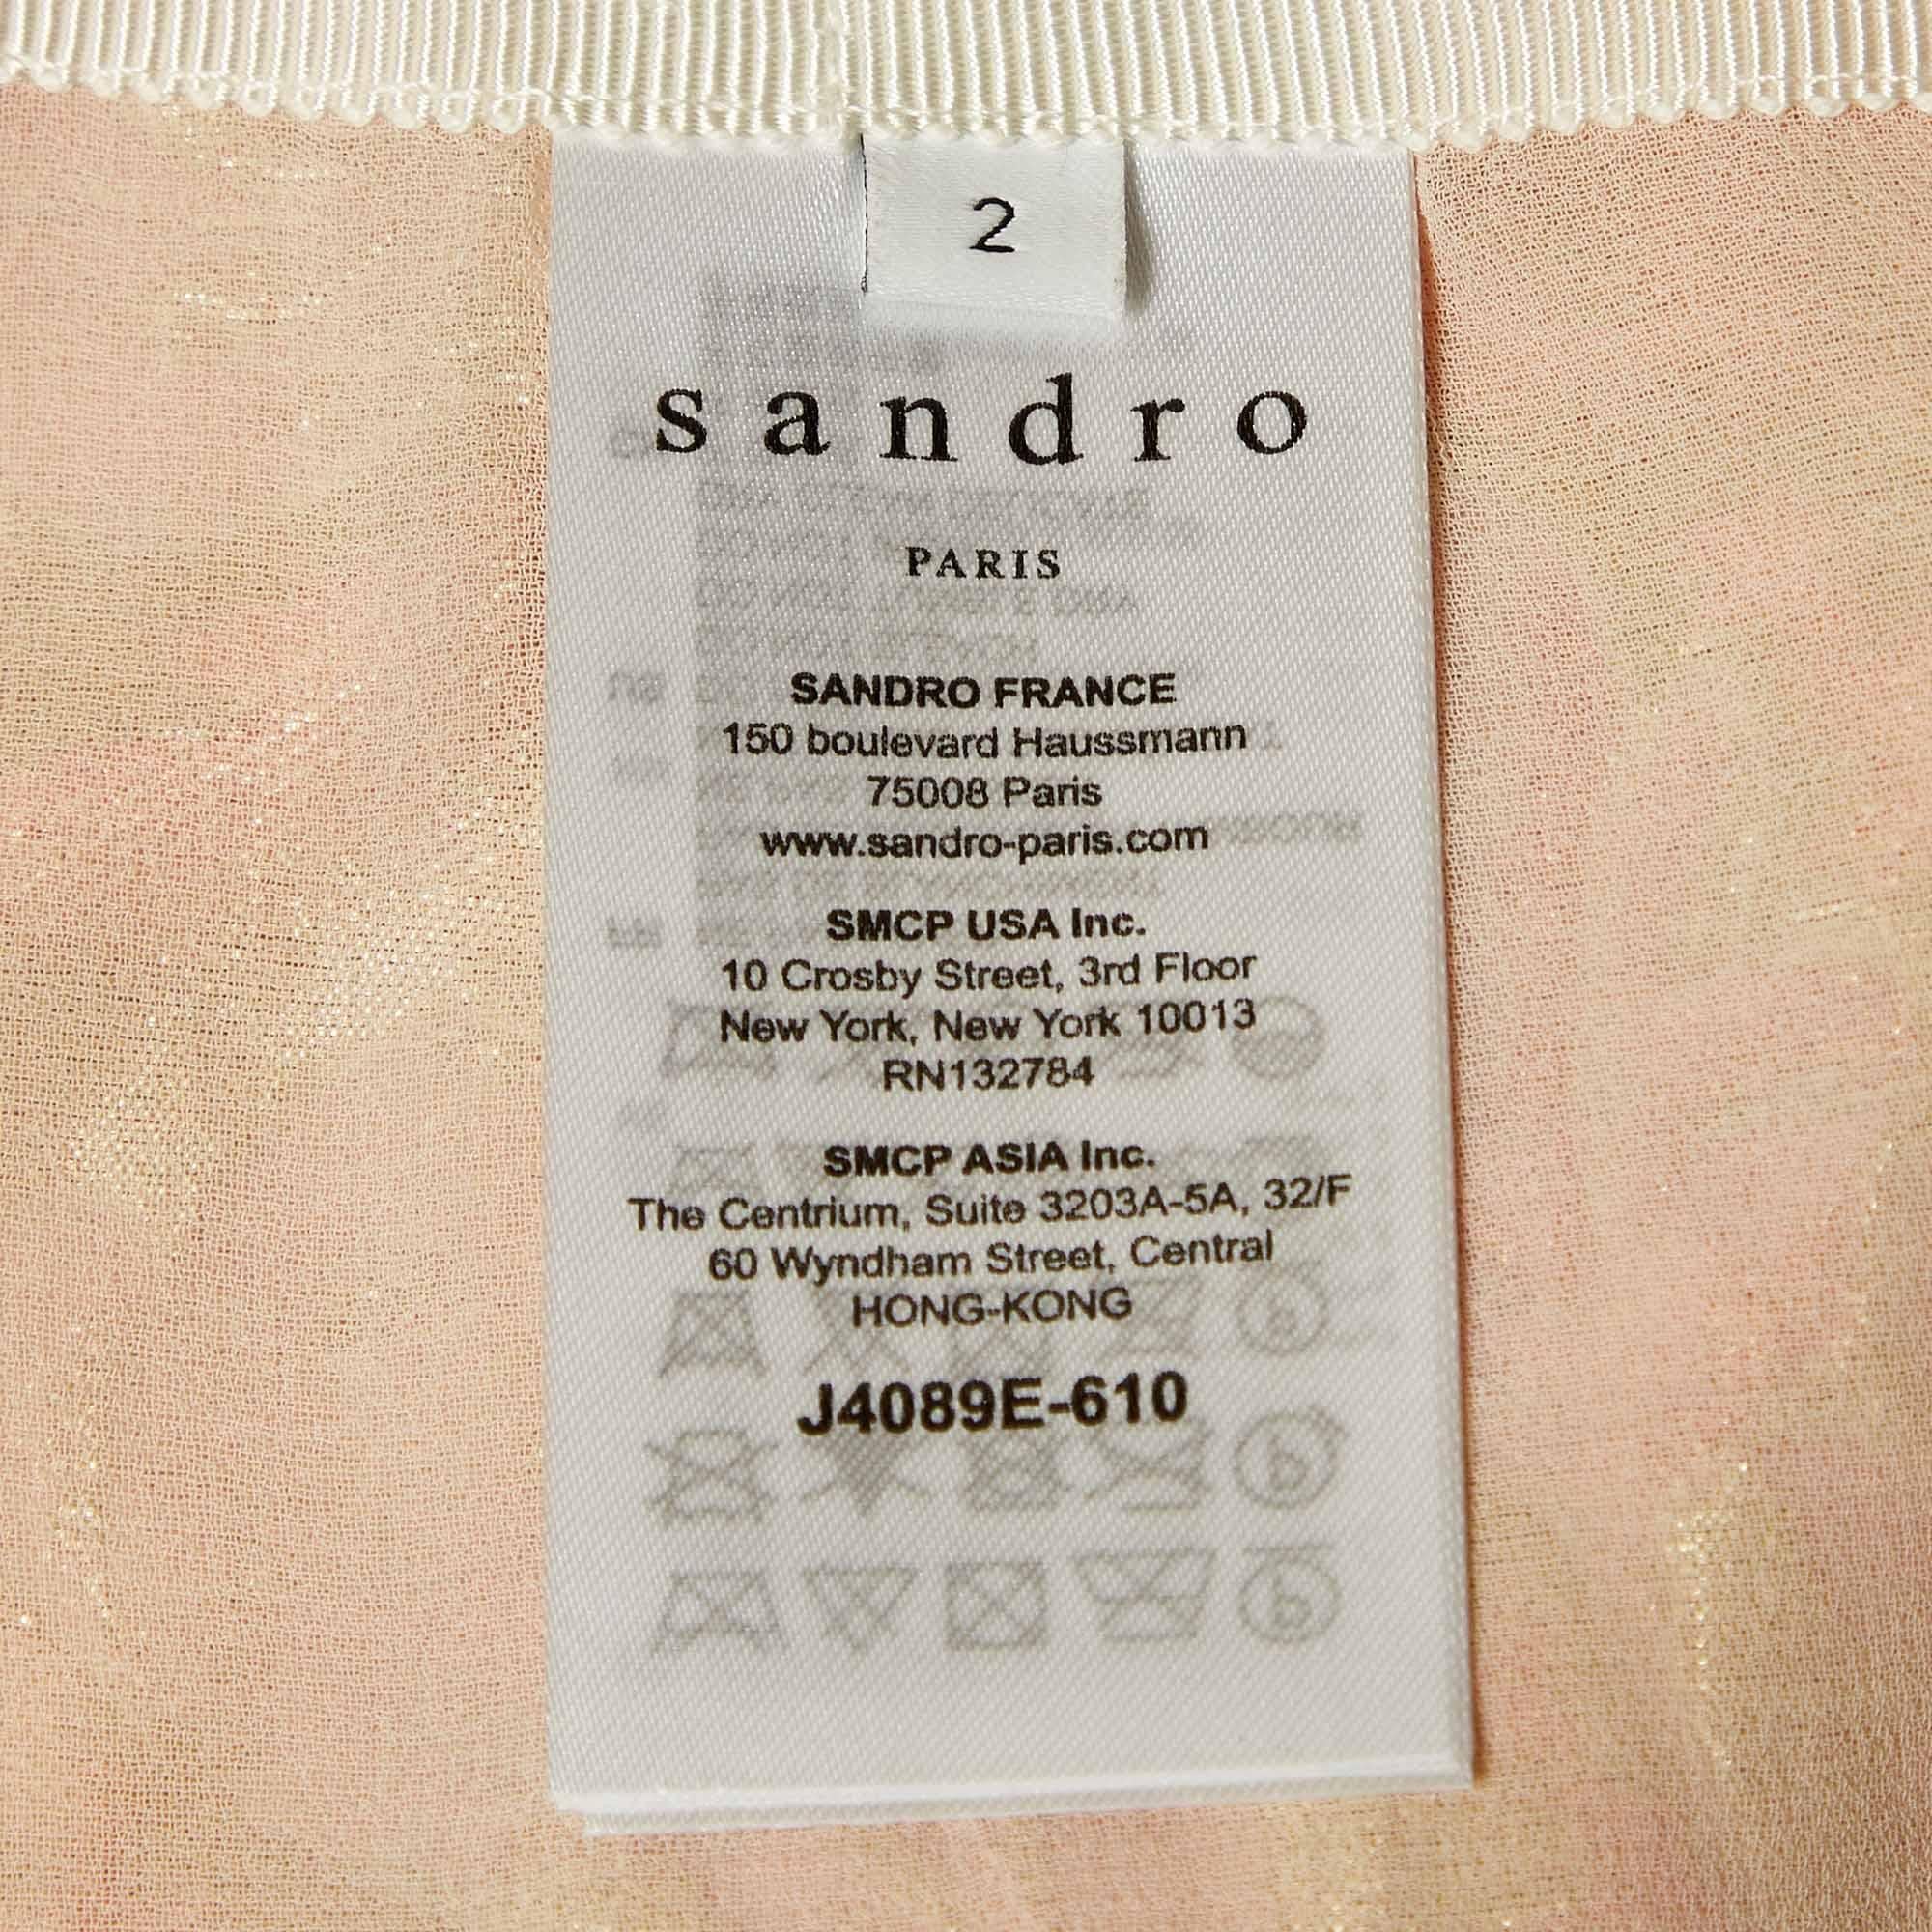 2
sandro
PARIS
SANDRO FRANCE
150 boulevard Haussmann
75008 Paris
www.sandro-paris.com
SMCP USA Inc.
10 Crosby Street, 3rd Floor
New York, New York 10013
RN132784
SMCP ASIA Inc.
The Centrium, Suite 3203A-5A, 32/F
60 Wyndham Street, Central
HONG-KONG
J4089E-610